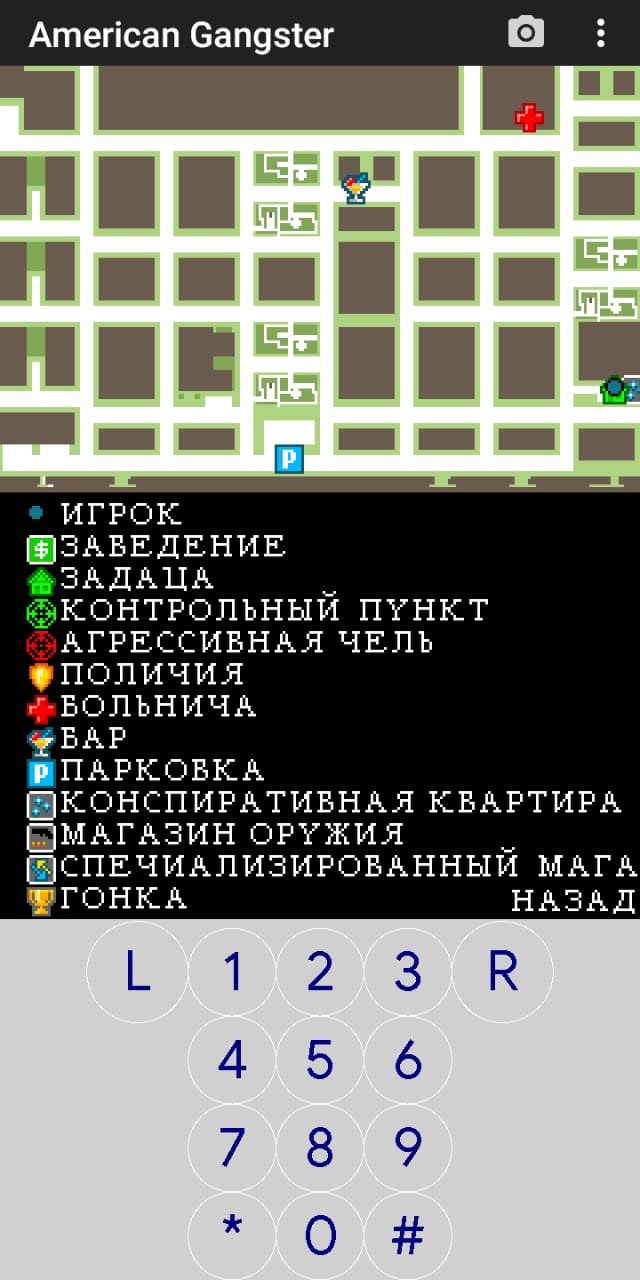 American Gangster
P
ИГРОК
$ ЗАВЕДЕНИЕ
ЗАДАЦА
КОНТРОЛЬНЫЙ ПУНКТ
АГРЕССИВНАЯ ЧЕЛЬ
ПОЛИЧИЯ
БОЛЬНИЧА
БАР
P ПАРКОВКА
КОНСПИРАТИВНАЯ КВАРТИРА
МАГАЗИН ОРУЖИЯ
СПЕЧИАЛИЗИРОВАННЫЙ МАГА
ГОНКА НАЗАД
L 1 2 3 R
4 5 6
7 8 9
* 0 #